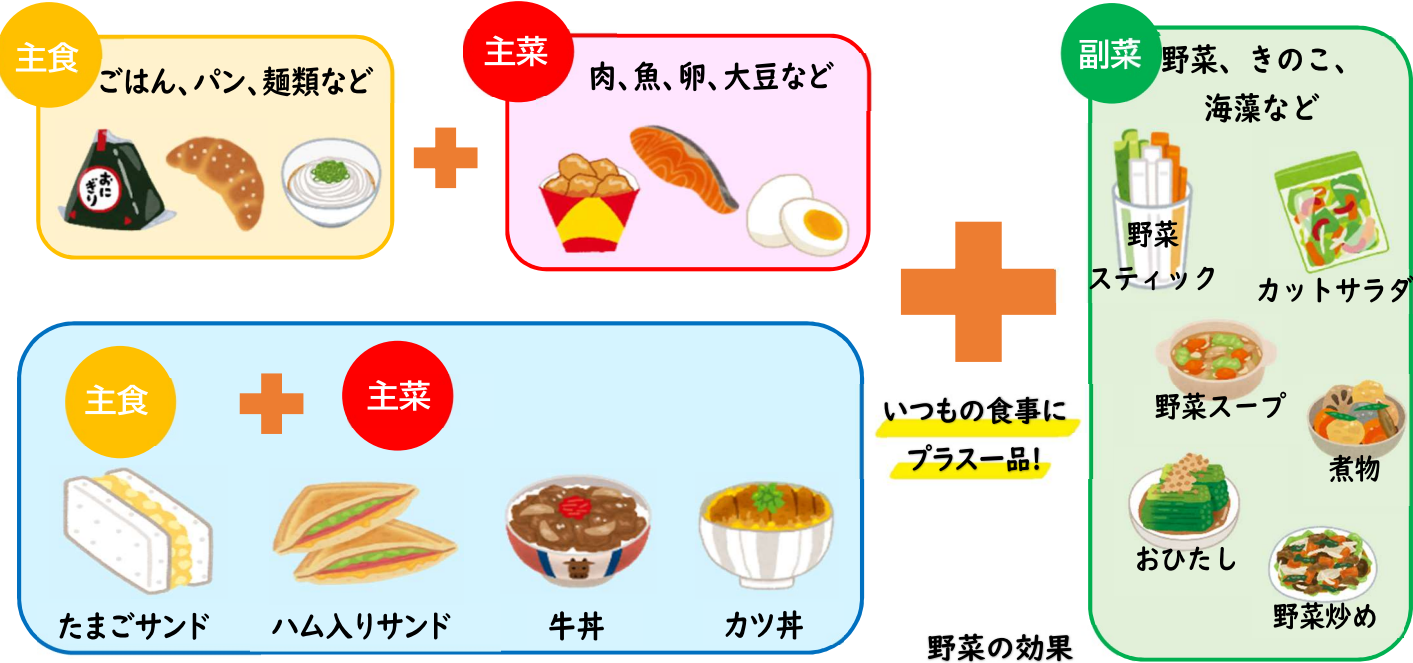 主食
ごはん、パン、麺類など
おに
ぎり
主菜
肉、魚、卵、大豆など
主食
主菜
たまごサンド
ハム入りサンド
牛丼
カツ丼
いつもの食事に
プラス一品!
副菜
野菜、きのこ、
海藻など
野菜
スティック
カットサラダ
野菜スープ
煮物
おひたし
野菜炒め
野菜の効果